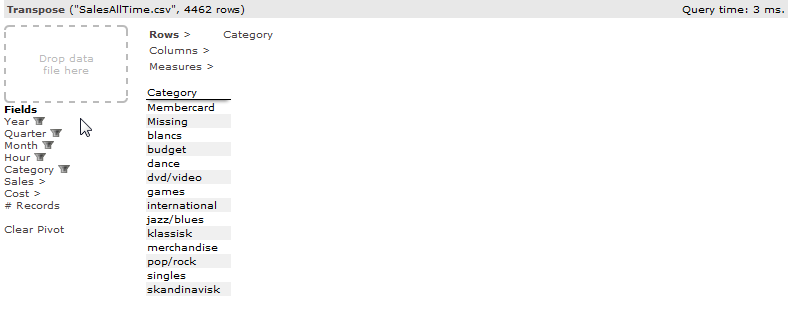 Transpose ("SalesAllTime.csv", 4462 rows) Query time: 3 ms.
Drop data
file here
Fields
Year
Quarter
Month
Hour
Category
Sales >
Cost >
# Records
Clear Pivot
Rows > Category
Columns >
Measures >
Category
Membercard
Missing
blancs
budget
dance
dvd/video
games
international
jazz/blues
klassisk
merchandise
pop/rock
singles
skandinavisk